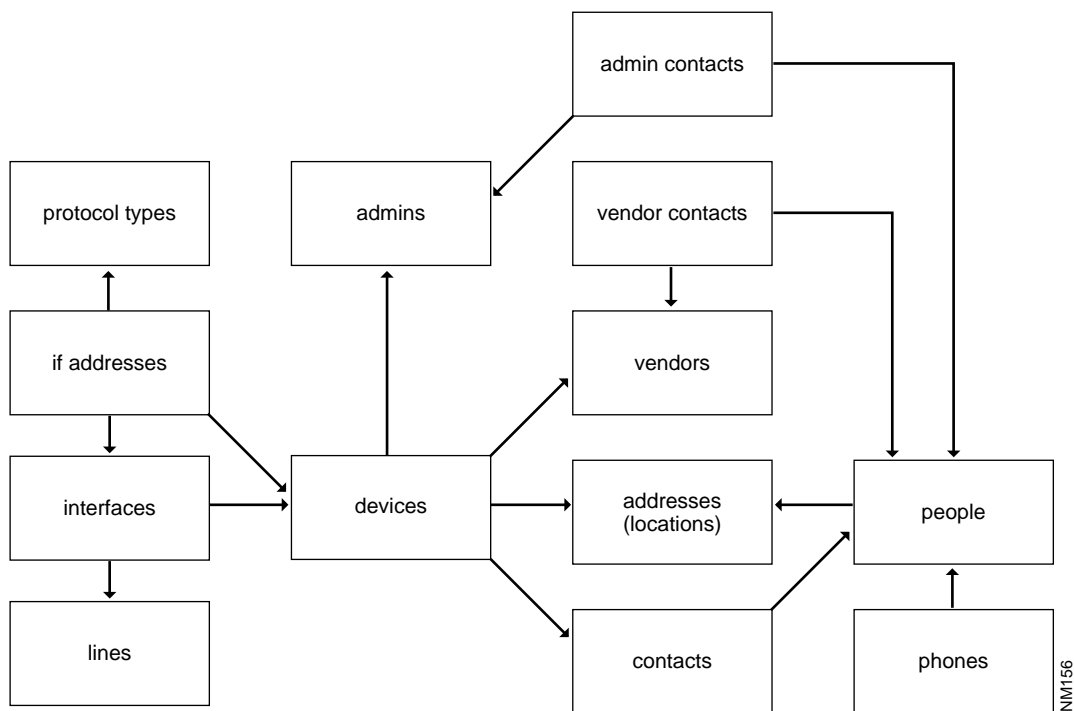 admin contacts
protocol types
admins
vendor contacts
if addresses
vendors
interfaces
devices
addresses
(locations)
people
lines
contacts
phones
NM156